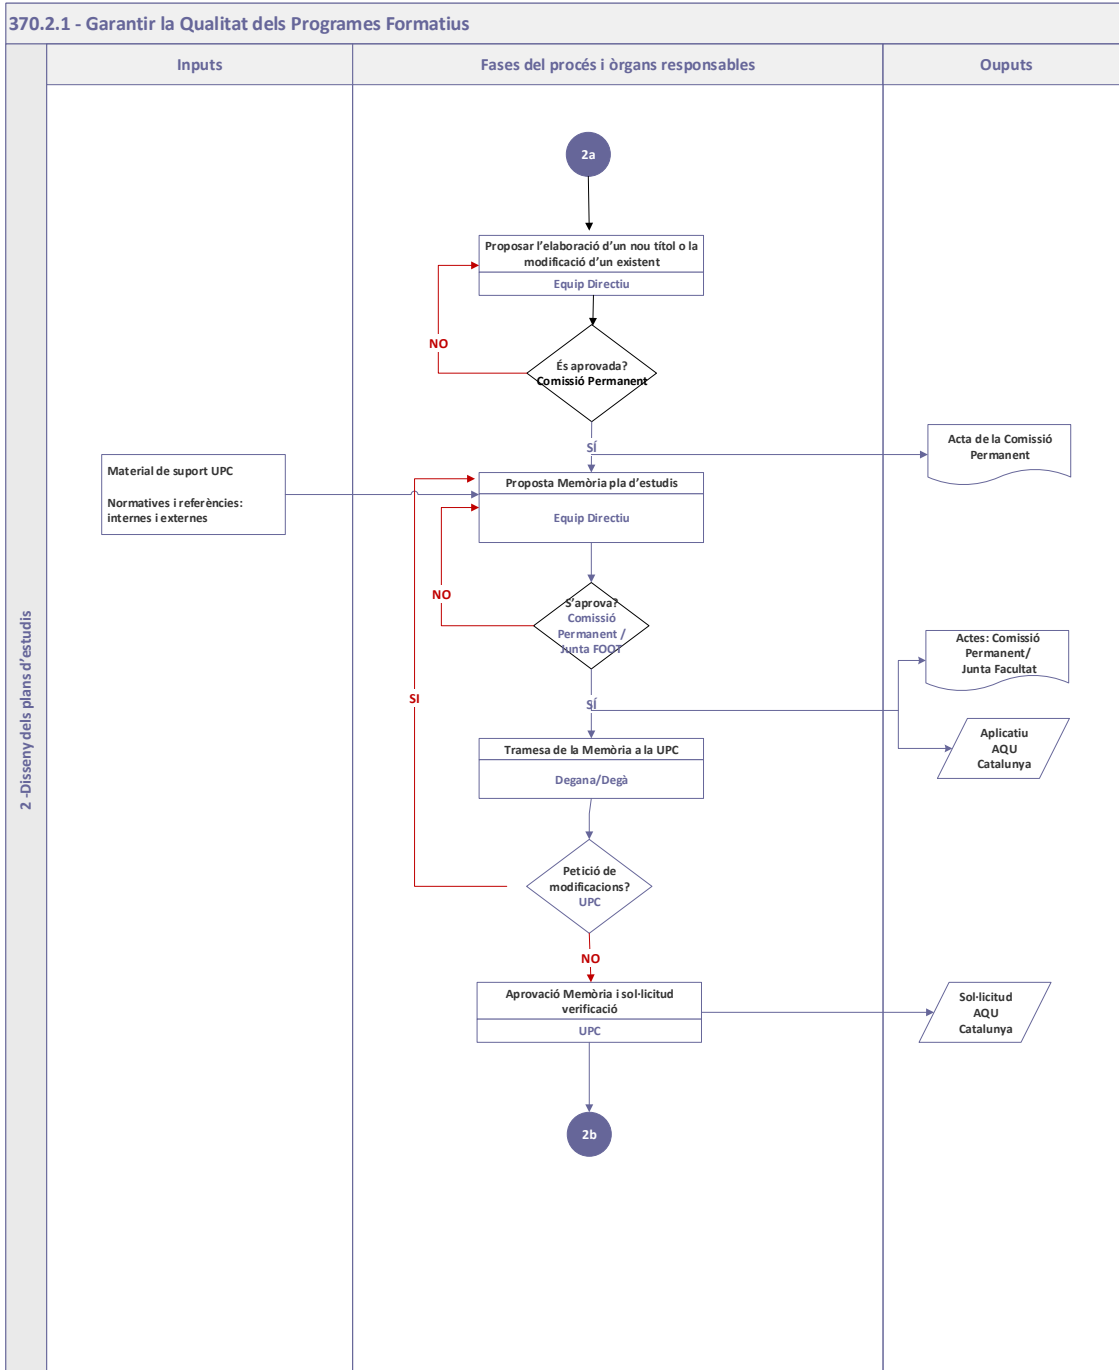 370.2.1 - Garantir la Qualitat dels Programes Formatius
Inputs
Fases del procés i òrgans responsables
Ouputs
2 -Disseny dels plans d'estudis
2a
Proposar l'elaboració d'un nou títol o la
modificació d'un existent
Equip Directiu
NO
És aprovada?
Comissió Permanent
SÍ
Acta de la Comissió
Permanent
Material de suport UPC
Normatives i referències:
internes i externes
Proposta Memòria pla d'estudis
Equip Directiu
NO
S'aprova?
Comissió
Permanent /
Junta FOOT
Actes: Comissió
Permanent/
Junta Facultat
SI
SÍ
Aplicatiu
AQU
Catalunya
Tramesa de la Memòria a la UPC
Degana/Degà
Petició de
modificacions?
UPC
NO
Aprovació Memòria i sol·licitud
verificació
UPC
Sol·licitud
AQU
Catalunya
2b